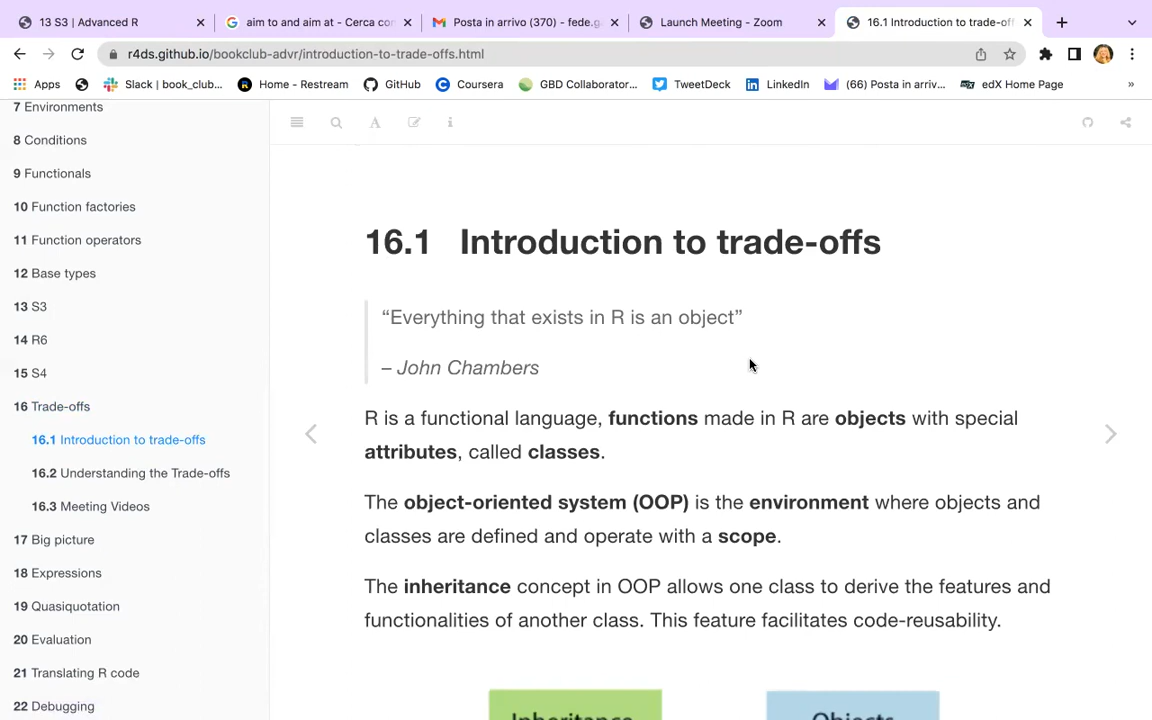 13 S3 | Advanced R
aim to and aim at - Cerca con
Posta in arrivo (370) - fede.g
Launch Meeting - Zoom
16.1 Introduction to trade-off
r4ds.github.io/bookclub-advr/introduction-to-trade-offs.html
Apps
Slack | book_club...
Home - Restream
GitHub
Coursera
GBD Collaborator...
TweetDeck
LinkedIn
(66) Posta in arriv...
edX Home Page
»
7 Environments
8 Conditions
9 Functionals
10 Function factories
11 Function operators
12 Base types
13 S3
14 R6
15 S4
16 Trade-offs
16.1 Introduction to trade-offs
16.2 Understanding the Trade-offs
16.3 Meeting Videos
17 Big picture
18 Expressions
19 Quasiquotation
20 Evaluation
21 Translating R code
22 Debugging
16.1 Introduction to trade-offs
“Everything that exists in R is an object”
– John Chambers
R is a functional language, functions made in R are objects with special
attributes, called classes.
The object-oriented system (OOP) is the environment where objects and
classes are defined and operate with a scope.
The inheritance concept in OOP allows one class to derive the features and
functionalities of another class. This feature facilitates code-reusability.
Inheritance
Objects